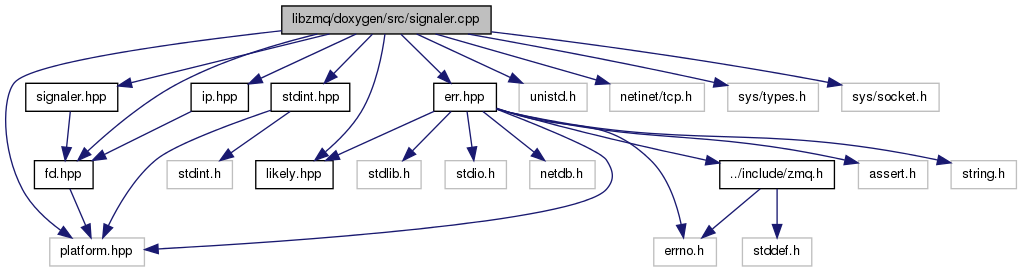 libzmq/doxygen/src/signaler.cpp
signaler.hpp
ip.hpp
stdint.hpp
err.hpp
unistd.h
netinet/tcp.h
sys/types.h
sys/socket.h
fd.hpp
stdint.h
likely.hpp
stdlib.h
stdio.h
netdb.h
../include/zmq.h
assert.h
string.h
platform.hpp
errno.h
stddef.h